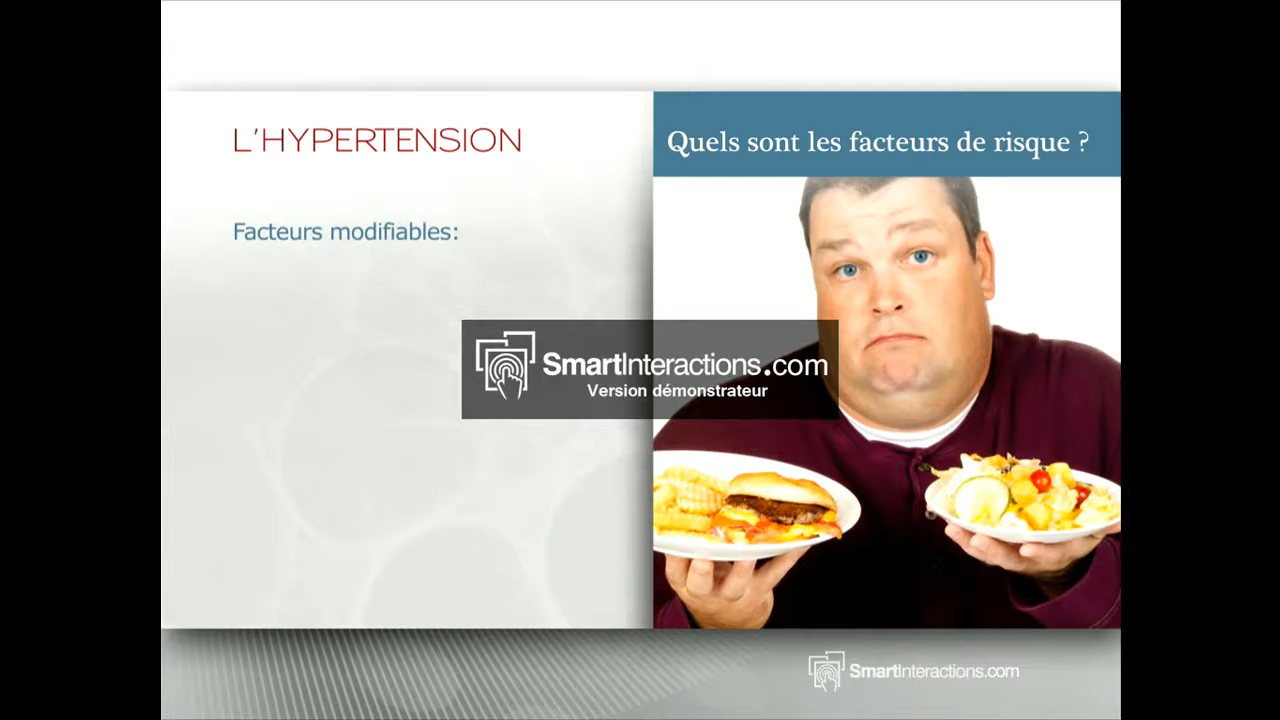 L'HYPERTENSION
Quels sont les facteurs de risque ?
Facteurs modifiables:
SmartInteractions.com
Version démonstrateur
SmartInteractions.com